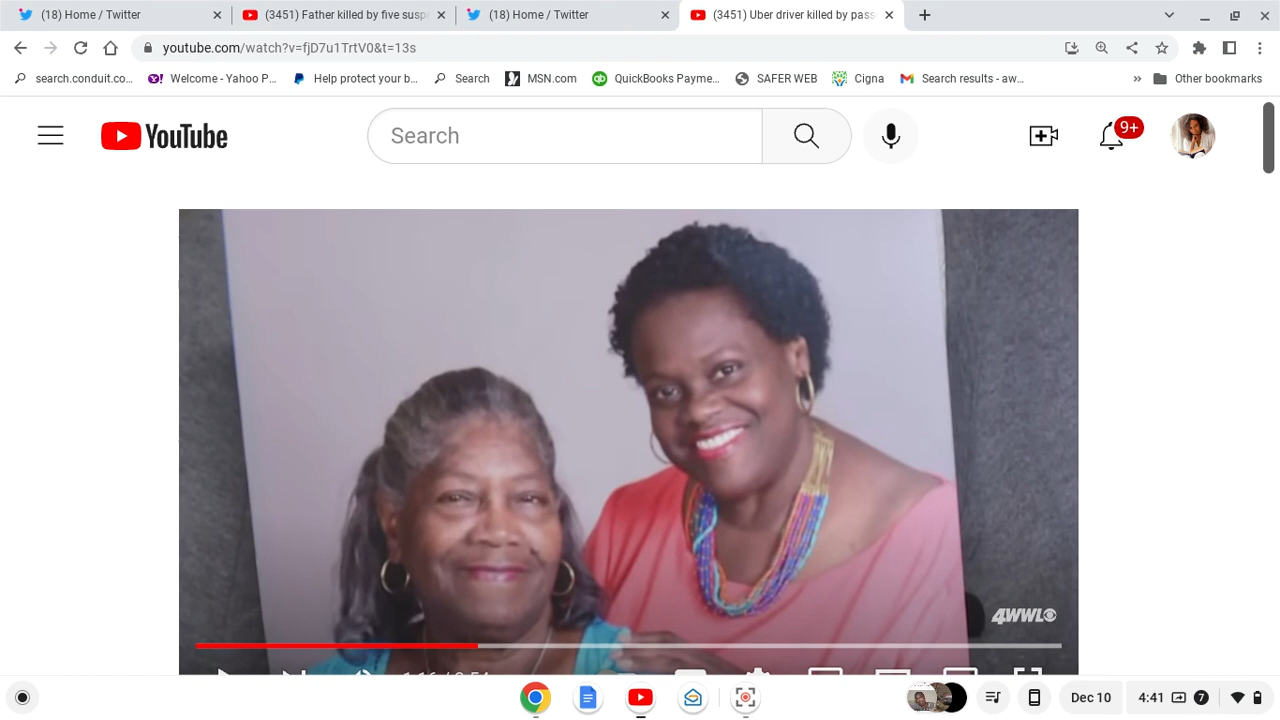 (18) Home / Twitter
(3451) Father killed by five susp
(18) Home / Twitter
(3451) Uber driver killed by pass
youtube.com/watch?v=fjD7u1TrtV0&t=13s
search.conduit.co...
Welcome - Yahoo P...
Help protect your b...
Search
MSN.com
QuickBooks Payme...
SAFER WEB
Cigna
Search results - aw...
»
Other bookmarks
YouTube
Search
9+
4WWL
Dec 10
4:41
7